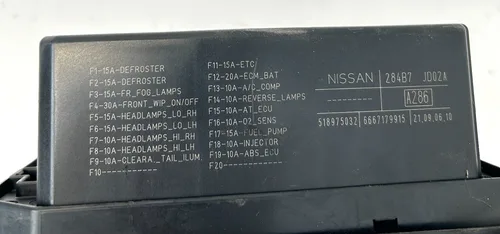 F1-15A-DEFROSTER
F2-15A-DEFROSTER
F3-15A-FR_FOG_LAMPS
F4-30A-FRONT_WIP_ON/OFF
F5-15A-HEADLAMPS_LO_RH
F6-15A-HEADLAMPS_LO_LH
F7-10A-HEADLAMPS_HI_RH
F8-10A-HEADLAMPS_HI_LH
F9-10A-CLEARA._TAIL_ILUM.
F10------------
F11-15A-ETC
F12-20A-ECM_BAT
F13-10A-A/C_COMP
F14-10A-REVERSE_LAMPS
F15-10A-AT_ECU
F16-10A-O2_SENS
F17-15A-FUEL_PUMP
F18-10A-INJECTOR
F19-10A-ABS_ECU
F20------------
NISSAN 284B7 JD02A
-------- A286
518975032 6667179915 21,09,06,10